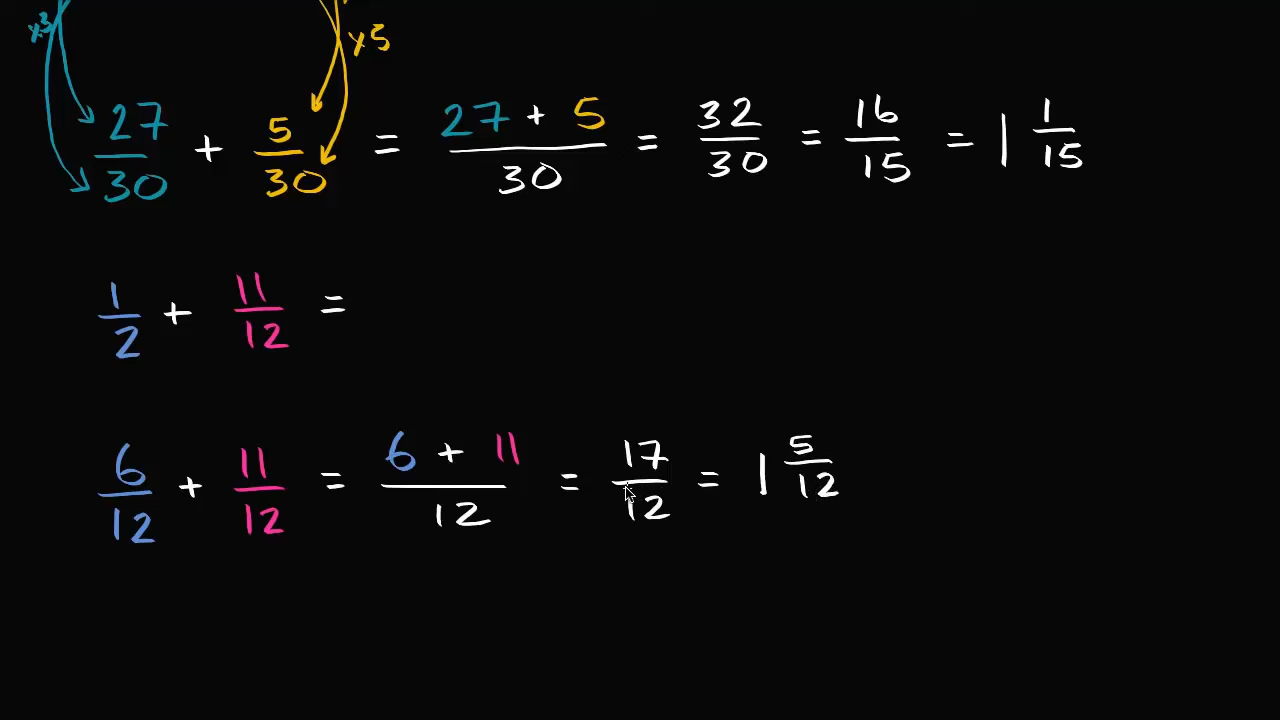 x3 x5
27/30 + 5/30 = 27 + 5/30 = 32/30 = 16/15 = 1 1/15
1/2 + 11/12 =
6/12 + 11/12 = 6 + 11/12 = 17/12 = 1 5/12